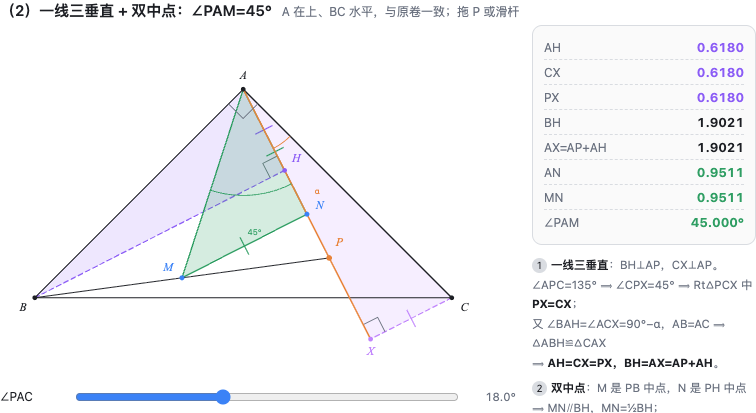 （2）一线三垂直 + 双中点：∠PAM=45° A 在上、BC 水平，与原卷一致；拖 P 或滑杆
A
H
α
N
45°
P
M
B
C
X
∠PAC
18.0°
AH 0.6180
CX 0.6180
PX 0.6180
BH 1.9021
AX=AP+AH 1.9021
AN 0.9511
MN 0.9511
∠PAM 45.000°
1 一线三垂直：BH⊥AP，CX⊥AP。
∠APC=135° ⟹ ∠CPX=45° ⟹ Rt△PCX 中
PX=CX；
又 ∠BAH=∠ACX=90°−α，AB=AC ⟹
△ABH≌△CAX
⟹ AH=CX=PX，BH=AX=AP+AH。
2 双中点：M 是 PB 中点，N 是 PH 中点
⟹ MN//BH，MN=½BH；